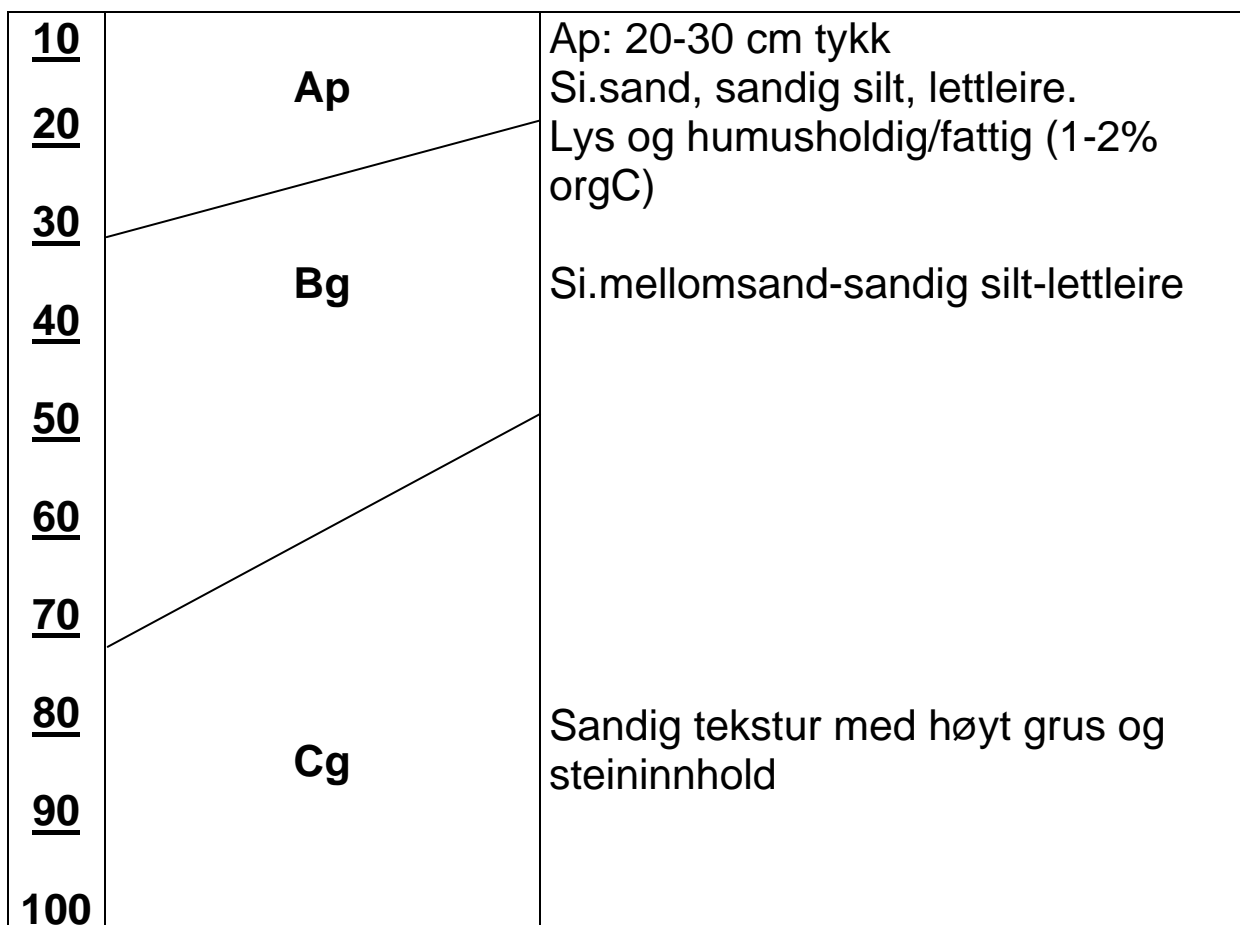 10
Ap: 20-30 cm tykk
Ap
Si.sand, sandig silt, lettleire.
20
Lys og humusholdig/fattig (1-2%
orgC)
30
Bg
Si.mellomsand-sandig silt-lettleire
40
50
60
70
80
Sandig tekstur med høyt grus og
Cg
steininnhold
90
100